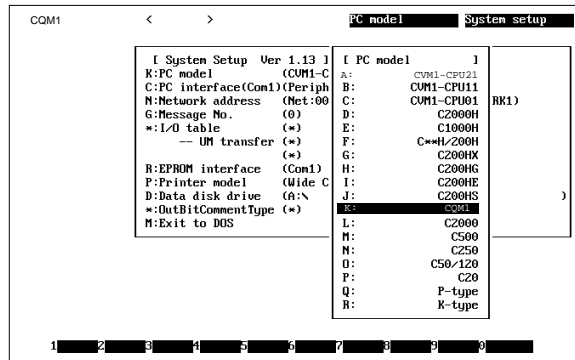 CQM1 < > PC model System setup
[ System Setup Ver 1.13 ]
K:PC model (CVM1-C
C:PC interface(Com1)(Periph
N:Network address (Net:00
G:Message No. (0)
*:I/O table (*)
-- UM transfer (*)
(*)
R:EPROM interface (Com1)
P:Printer model (Wide C
D:Data disk drive (A:\
*:OutBitCommentType (*)
M:Exit to DOS
[ PC model ]
A: CVM1-CPU21
B: CVM1-CPU11
C: CVM1-CPU01
D: C2000H
E: C1000H
F: C**H/200H
G: C200HX
H: C200HG
I: C200HE
J: C200HS
K: CQM1
L: C2000
M: C500
N: C250
O: C50/120
P: C20
Q: P-type
R: K-type
RK1)
)
1 2 3 4 5 6 7 8 9 0